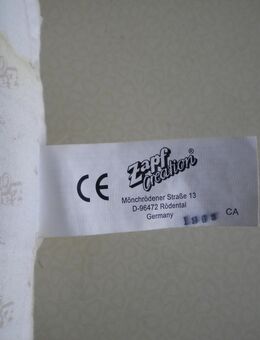 CE
Zapf
Creation®
Mönchrödener Straße 13
D-96472 Rödental
Germany
CA